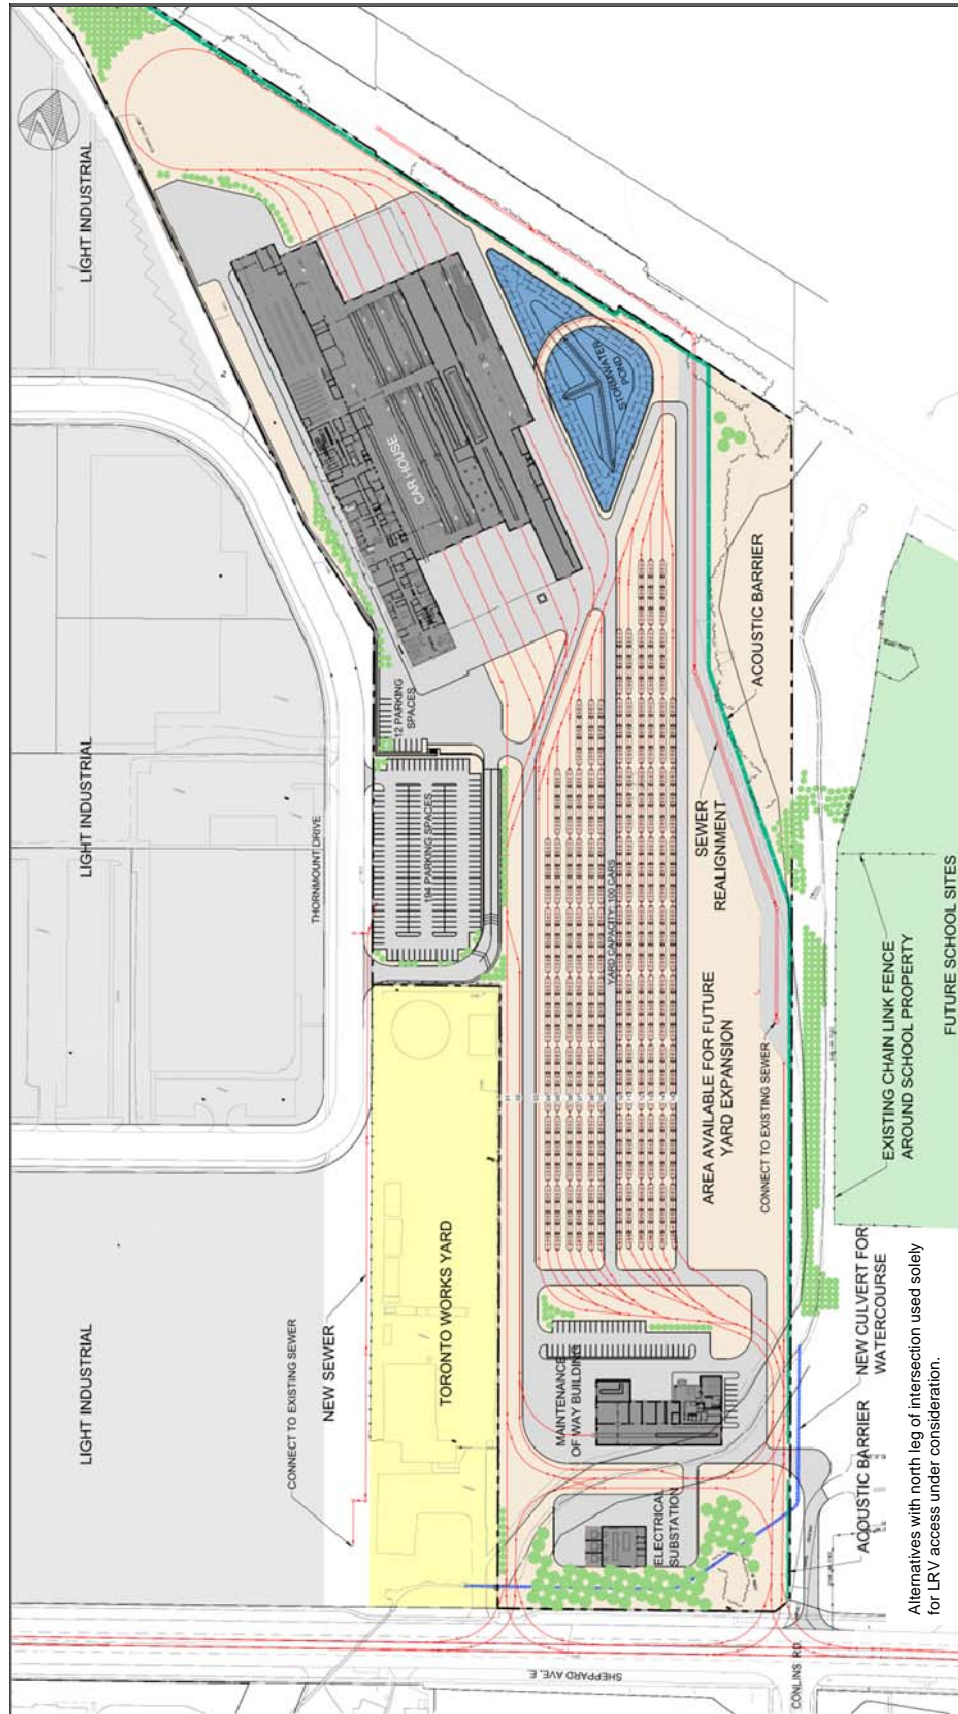 LIGHT INDUSTRIAL
LIGHT INDUSTRIAL
LIGHT INDUSTRIAL
THORNMOUNT DRIVE
CAR HOUSE
STORMWATER
POND
12 PARKING
SPACES
194 PARKING SPACES
YARD CAPACITY: 100 CARS
ACOUSTIC BARRIER
SEWER
REALIGNMENT
AREA AVAILABLE FOR FUTURE
YARD EXPANSION
CONNECT TO EXISTING SEWER
EXISTING CHAIN LINK FENCE
AROUND SCHOOL PROPERTY
FUTURE SCHOOL SITES
CONNECT TO EXISTING SEWER
NEW SEWER
TORONTO WORKS YARD
MAINTENANCE
OF WAY BUILDING
ELECTRICAL
SUBSTATION
NEW CULVERT FOR
WATERCOURSE
ACOUSTIC BARRIER
Alternatives with north leg of intersection used solely
for LRV access under consideration.
SHEPPARD AVE. E.
CONLINS RD.